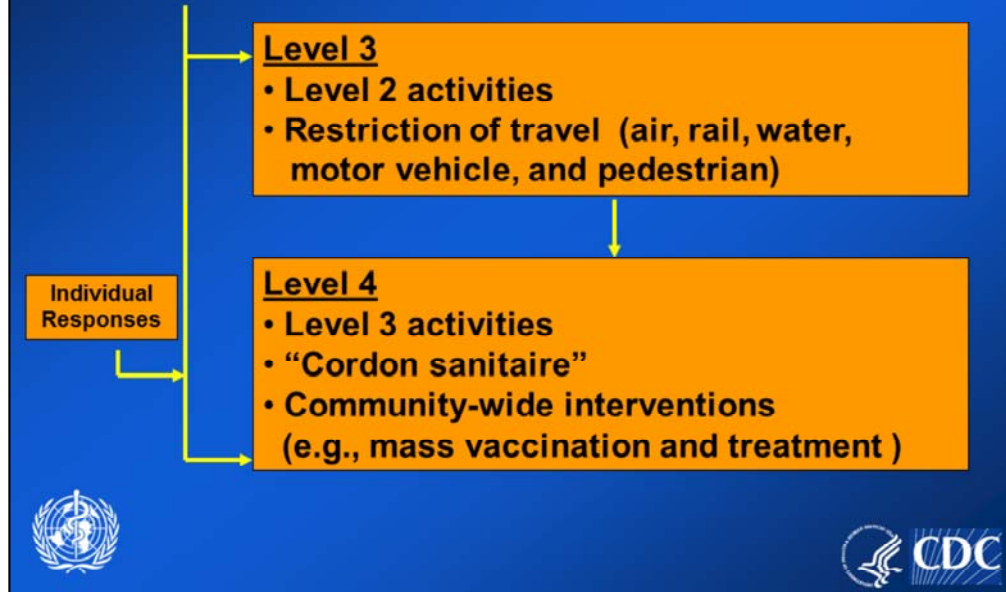 Level 3
• Level 2 activities
• Restriction of travel (air, rail, water,
motor vehicle, and pedestrian)
Individual
Responses
Level 4
• Level 3 activities
• “Cordon sanitaire”
• Community-wide interventions
(e.g., mass vaccination and treatment )
CDC